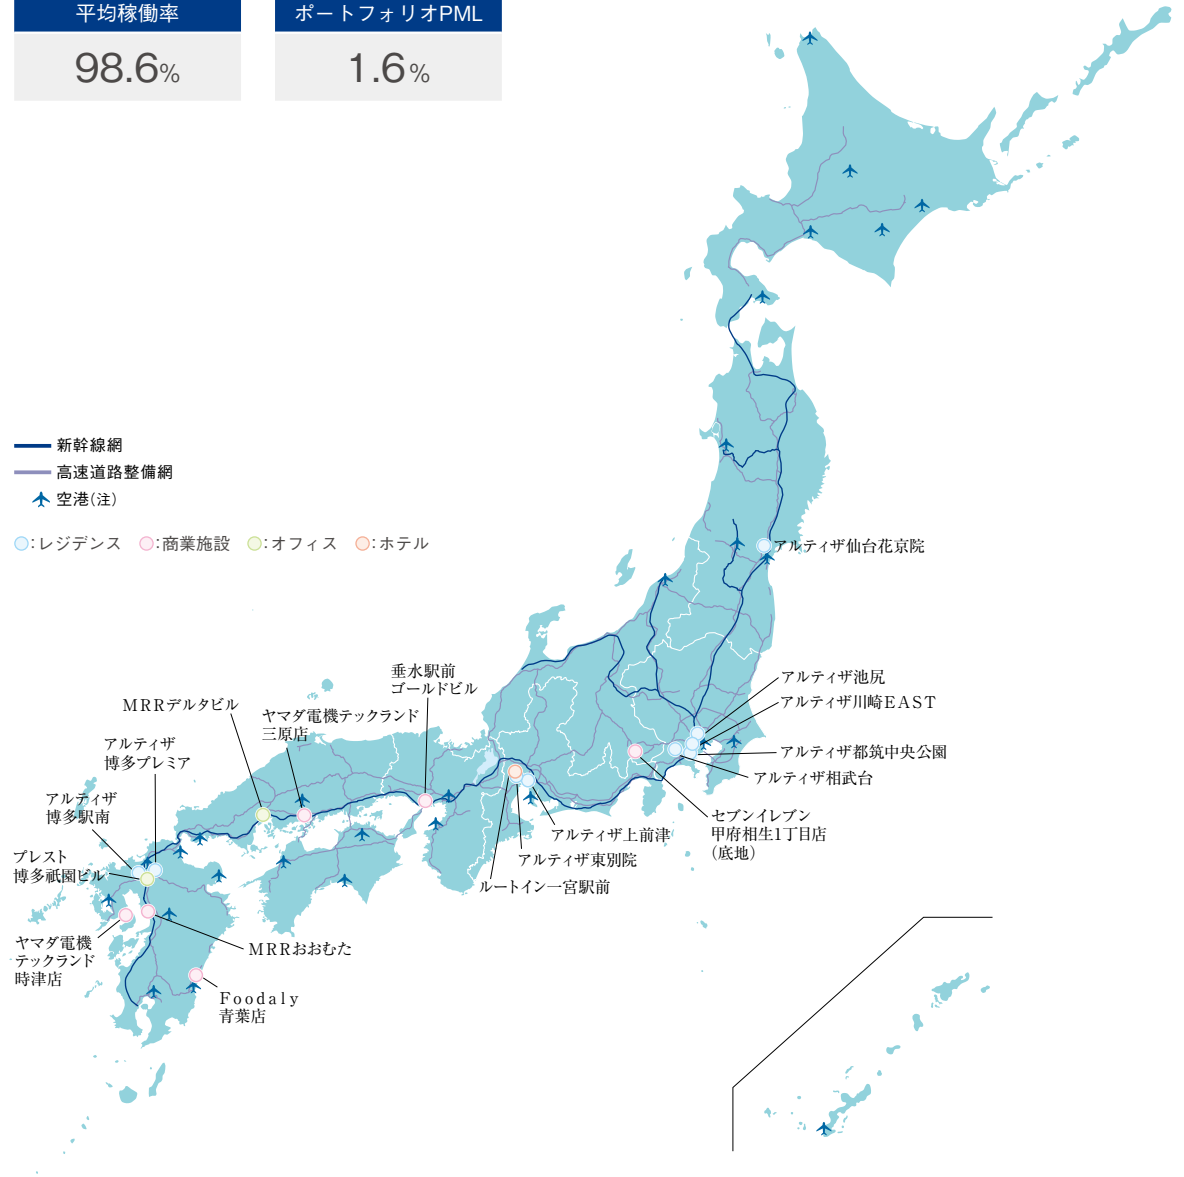 平均稼働率
ポートフォリオPML
98.6%
1.6%
新幹線網
高速道路整備網
空港(注)
:レジデンス
:商業施設
:オフィス
:ホテル
アルティザ仙台花京院
垂水駅前
ゴールドビル
アルティザ池尻
アルティザ川崎EAST
MRRデルタビル
ヤマダ電機テックランド
三原店
アルティザ
博多プレミア
アルティザ都筑中央公園
アルティザ相武台
アルティザ
博多駅南
セブンイレブン
甲府相生1丁目店
(底地)
アルティザ上前津
プレスト
博多祇園ビル
アルティザ東別院
ルートイン一宮駅前
ヤマダ電機
テックランド
時津店
MRRおおむた
Foodaly
青葉店